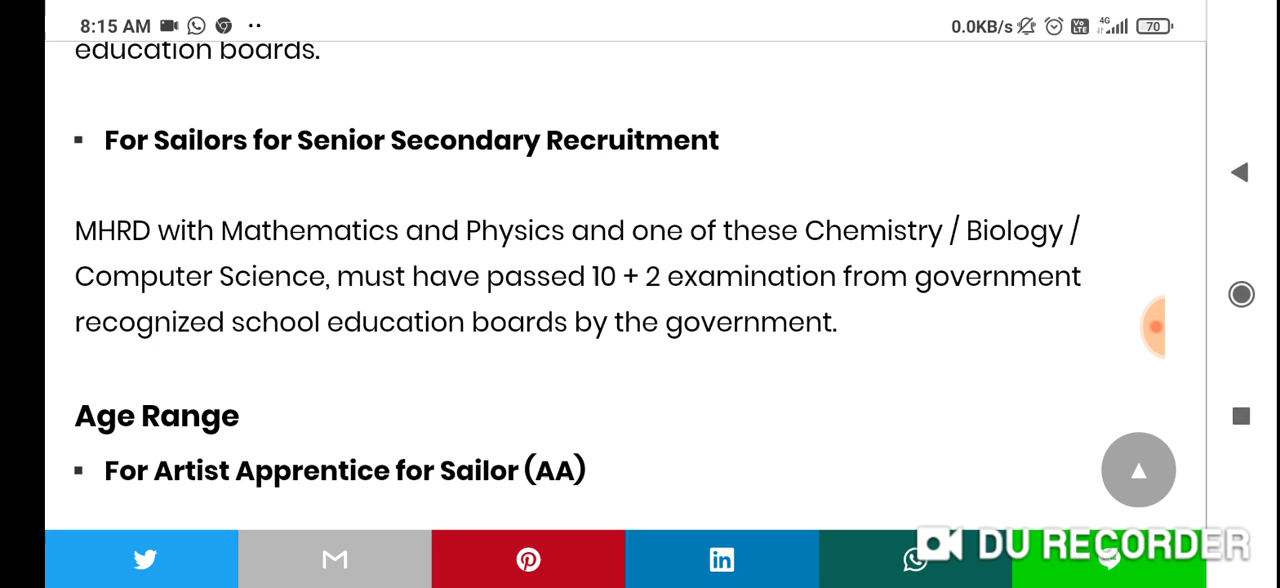 8:15 AM
0.0KB/s 4G 70
education boards.
For Sailors for Senior Secondary Recruitment
MHRD with Mathematics and Physics and one of these Chemistry / Biology /
Computer Science, must have passed 10 + 2 examination from government
recognized school education boards by the government.
Age Range
For Artist Apprentice for Sailor (AA)
DU RECORDER